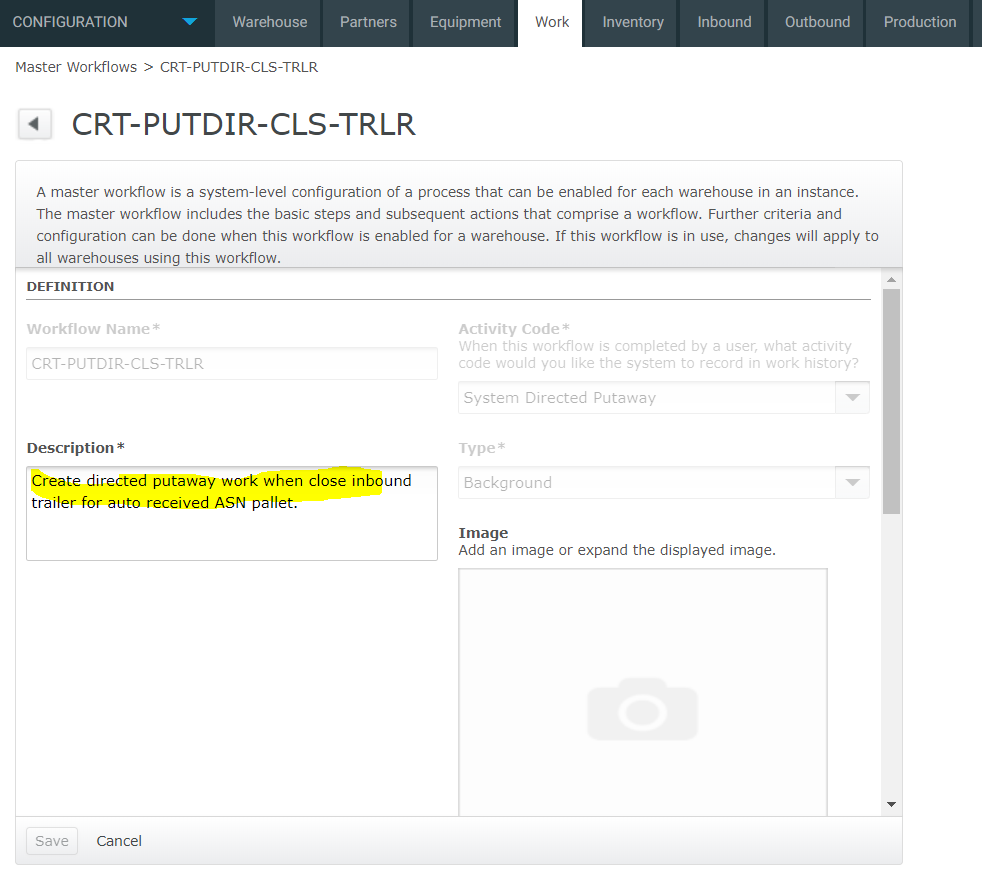 CONFIGURATION Warehouse Partners Equipment Work Inventory Inbound Outbound Production
Master Workflows > CRT-PUTDIR-CLS-TRLR
CRT-PUTDIR-CLS-TRLR
A master workflow is a system-level configuration of a process that can be enabled for each warehouse in an instance.
The master workflow includes the basic steps and subsequent actions that comprise a workflow. Further criteria and
configuration can be done when this workflow is enabled for a warehouse. If this workflow is in use, changes will apply to
all warehouses using this workflow.
DEFINITION
Workflow Name*
CRT-PUTDIR-CLS-TRLR
Activity Code*
When this workflow is completed by a user, what activity
code would you like the system to record in work history?
System Directed Putaway
Description*
Create directed putaway work when close inbound
trailer for auto received ASN pallet.
Type*
Background
Image
Add an image or expand the displayed image.
Save Cancel